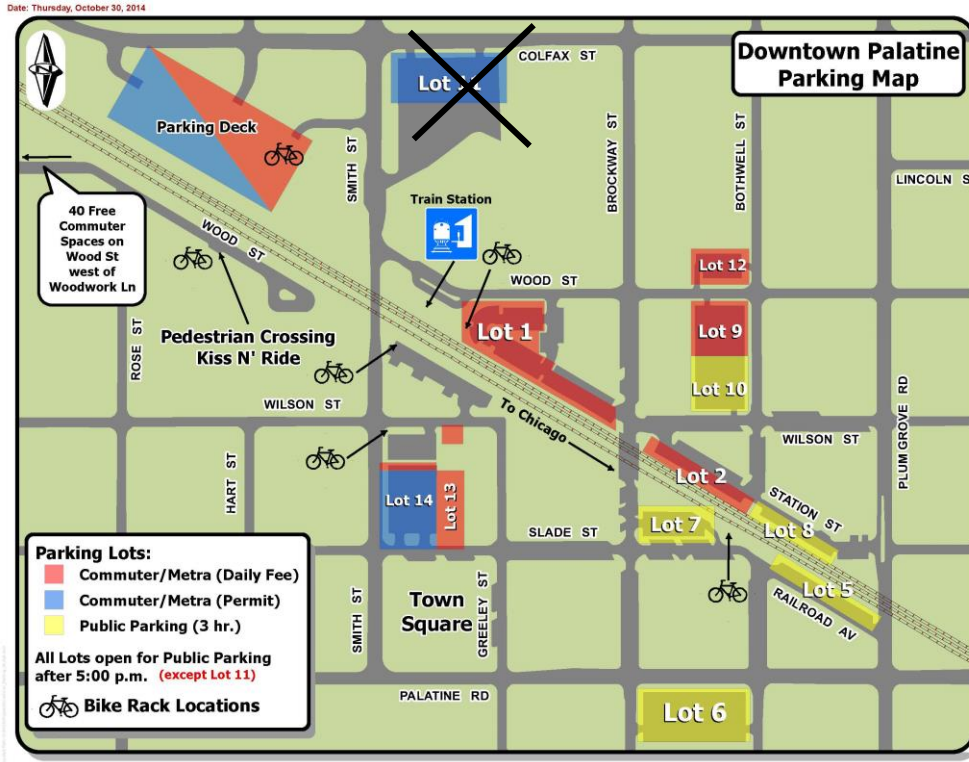 Date: Thursday, October 30, 2014
Downtown Palatine
Parking Map
COLFAX ST
Parking Deck
SMITH ST
BROCKWAY ST
BOTHWELL ST
LINCOLN S
40 Free
Commuter
Spaces on
Wood St
west of
Woodwork Ln
Train Station
WOOD ST
WOOD ST
Lot 12
Lot 1
Lot 9
Pedestrian Crossing
Kiss N' Ride
ROSE ST
Lot 10
PLUM GROVE RD
WILSON ST
To Chicago
WILSON ST
HART ST
Lot 14
Lot 13
Lot 2
STATION ST
SLADE ST
Lot 7
Lot 8
Lot 5
RAILROAD AV
Town
Square
SMITH ST
GREELEY ST
PALATINE RD
Lot 6
Parking Lots:
Commuter/Metra (Daily Fee)
Commuter/Metra (Permit)
Public Parking (3 hr.)
All Lots open for Public Parking
after 5:00 p.m. (except Lot 11)
Bike Rack Locations